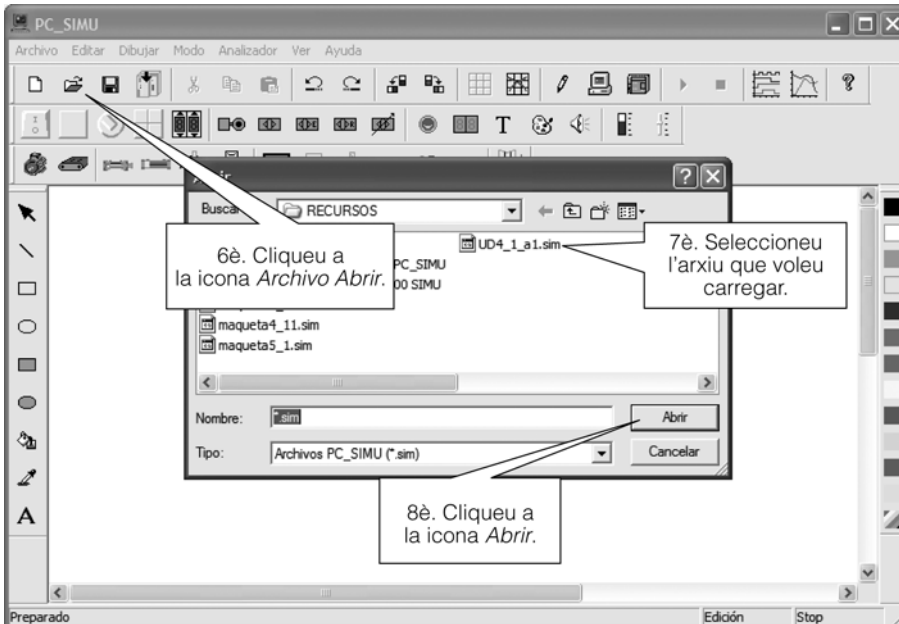 PC_SIMU
Archivo Editar Dibujar Modo Analizador Ver Ayuda
T
RECURSOS
UD4_1_a1.sim
PC_SIMU
00 SIMU
6è. Cliqueu a
la icona Archivo Abrir.
7è. Seleccioneu
l'arxiu que voleu
carregar.
maqueta4_11.sim
maqueta5_1.sim
Nombre:
*.sim
Abrir
Tipo:
Archivos PC_SIMU (*.sim)
Cancelar
8è. Cliqueu a
la icona Abrir.
A
Preparado
Edición
Stop